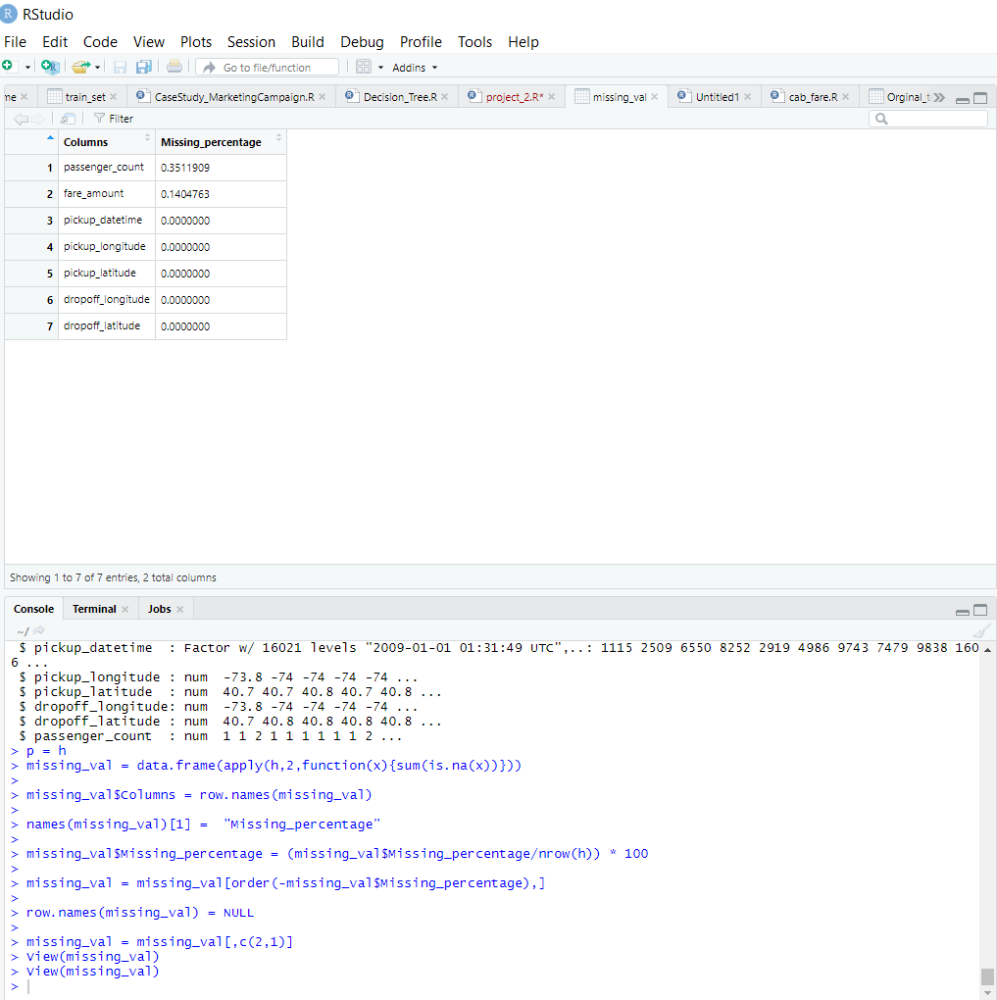 RStudio
File Edit Code View Plots Session Build Debug Profile Tools Help
Go to file/function Addins
me train_set CaseStudy_MarketingCampaign.R Decision_Tree.R project_2.R* missing_val Untitled1 cab_fare.R Orginal_t
Filter
Columns Missing_percentage
1 passenger_count 0.3511909
2 fare_amount 0.1404763
3 pickup_datetime 0.0000000
4 pickup_longitude 0.0000000
5 pickup_latitude 0.0000000
6 dropoff_longitude 0.0000000
7 dropoff_latitude 0.0000000
Showing 1 to 7 of 7 entries, 2 total columns
Console Terminal Jobs
~/
$ pickup_datetime  : Factor w/ 16021 levels "2009-01-01 01:31:49 UTC",..: 1115 2509 6550 8252 2919 4986 9743 7479 9838 160
6 ...
$ pickup_longitude : num  -73.8 -74 -74 -74 -74 ...
$ pickup_latitude  : num  40.7 40.7 40.8 40.7 40.8 ...
$ dropoff_longitude: num  -73.8 -74 -74 -74 -74 ...
$ dropoff_latitude : num  40.7 40.8 40.8 40.8 40.8 ...
$ passenger_count  : num  1 1 2 1 1 1 1 1 1 2 ...
> p = h
> missing_val = data.frame(apply(h,2,function(x){sum(is.na(x))}))
>
> missing_val$Columns = row.names(missing_val)
>
> names(missing_val)[1] =  "Missing_percentage"
>
> missing_val$Missing_percentage = (missing_val$Missing_percentage/nrow(h)) * 100
>
> missing_val = missing_val[order(-missing_val$Missing_percentage),]
>
> row.names(missing_val) = NULL
>
> missing_val = missing_val[,c(2,1)]
> View(missing_val)
> View(missing_val)
>